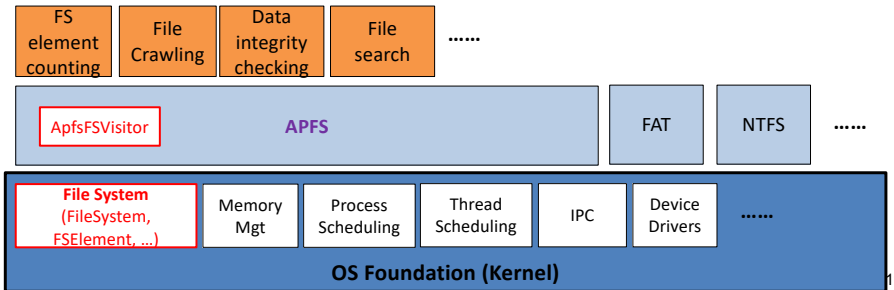 FS
element
counting
File
Crawling
Data
integrity
checking
File
search
......
ApfsFSVisitor
APFS
FAT
NTFS
......
File System
(FileSystem,
FSElement, ...)
Memory
Mgt
Process
Scheduling
Thread
Scheduling
IPC
Device
Drivers
......
OS Foundation (Kernel)
1